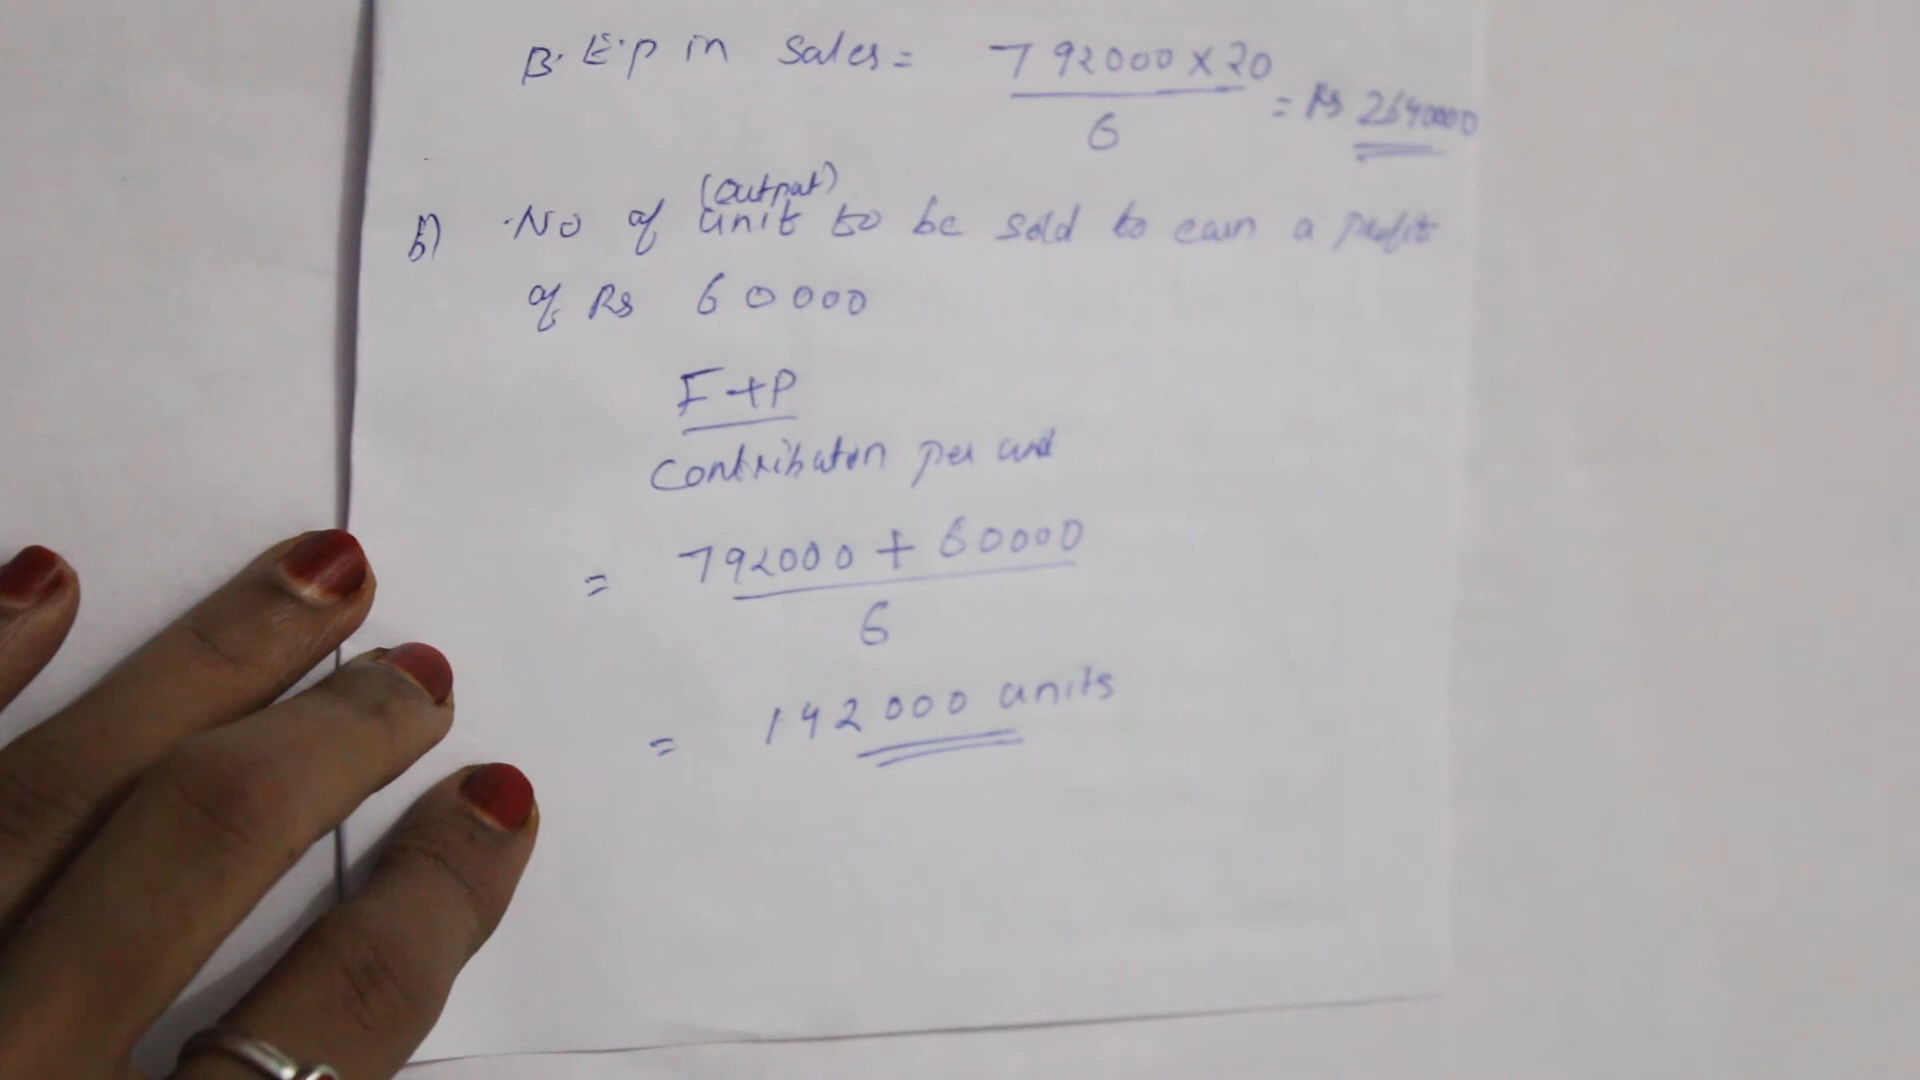 B.E.p in sales = 792000 x 20 / 6 = Rs 2640000
b) No of unit (output) to be sold to earn a profit
of Rs 60000
F+P
Contribution per unit
= 792000 + 60000
6
= 142000 units